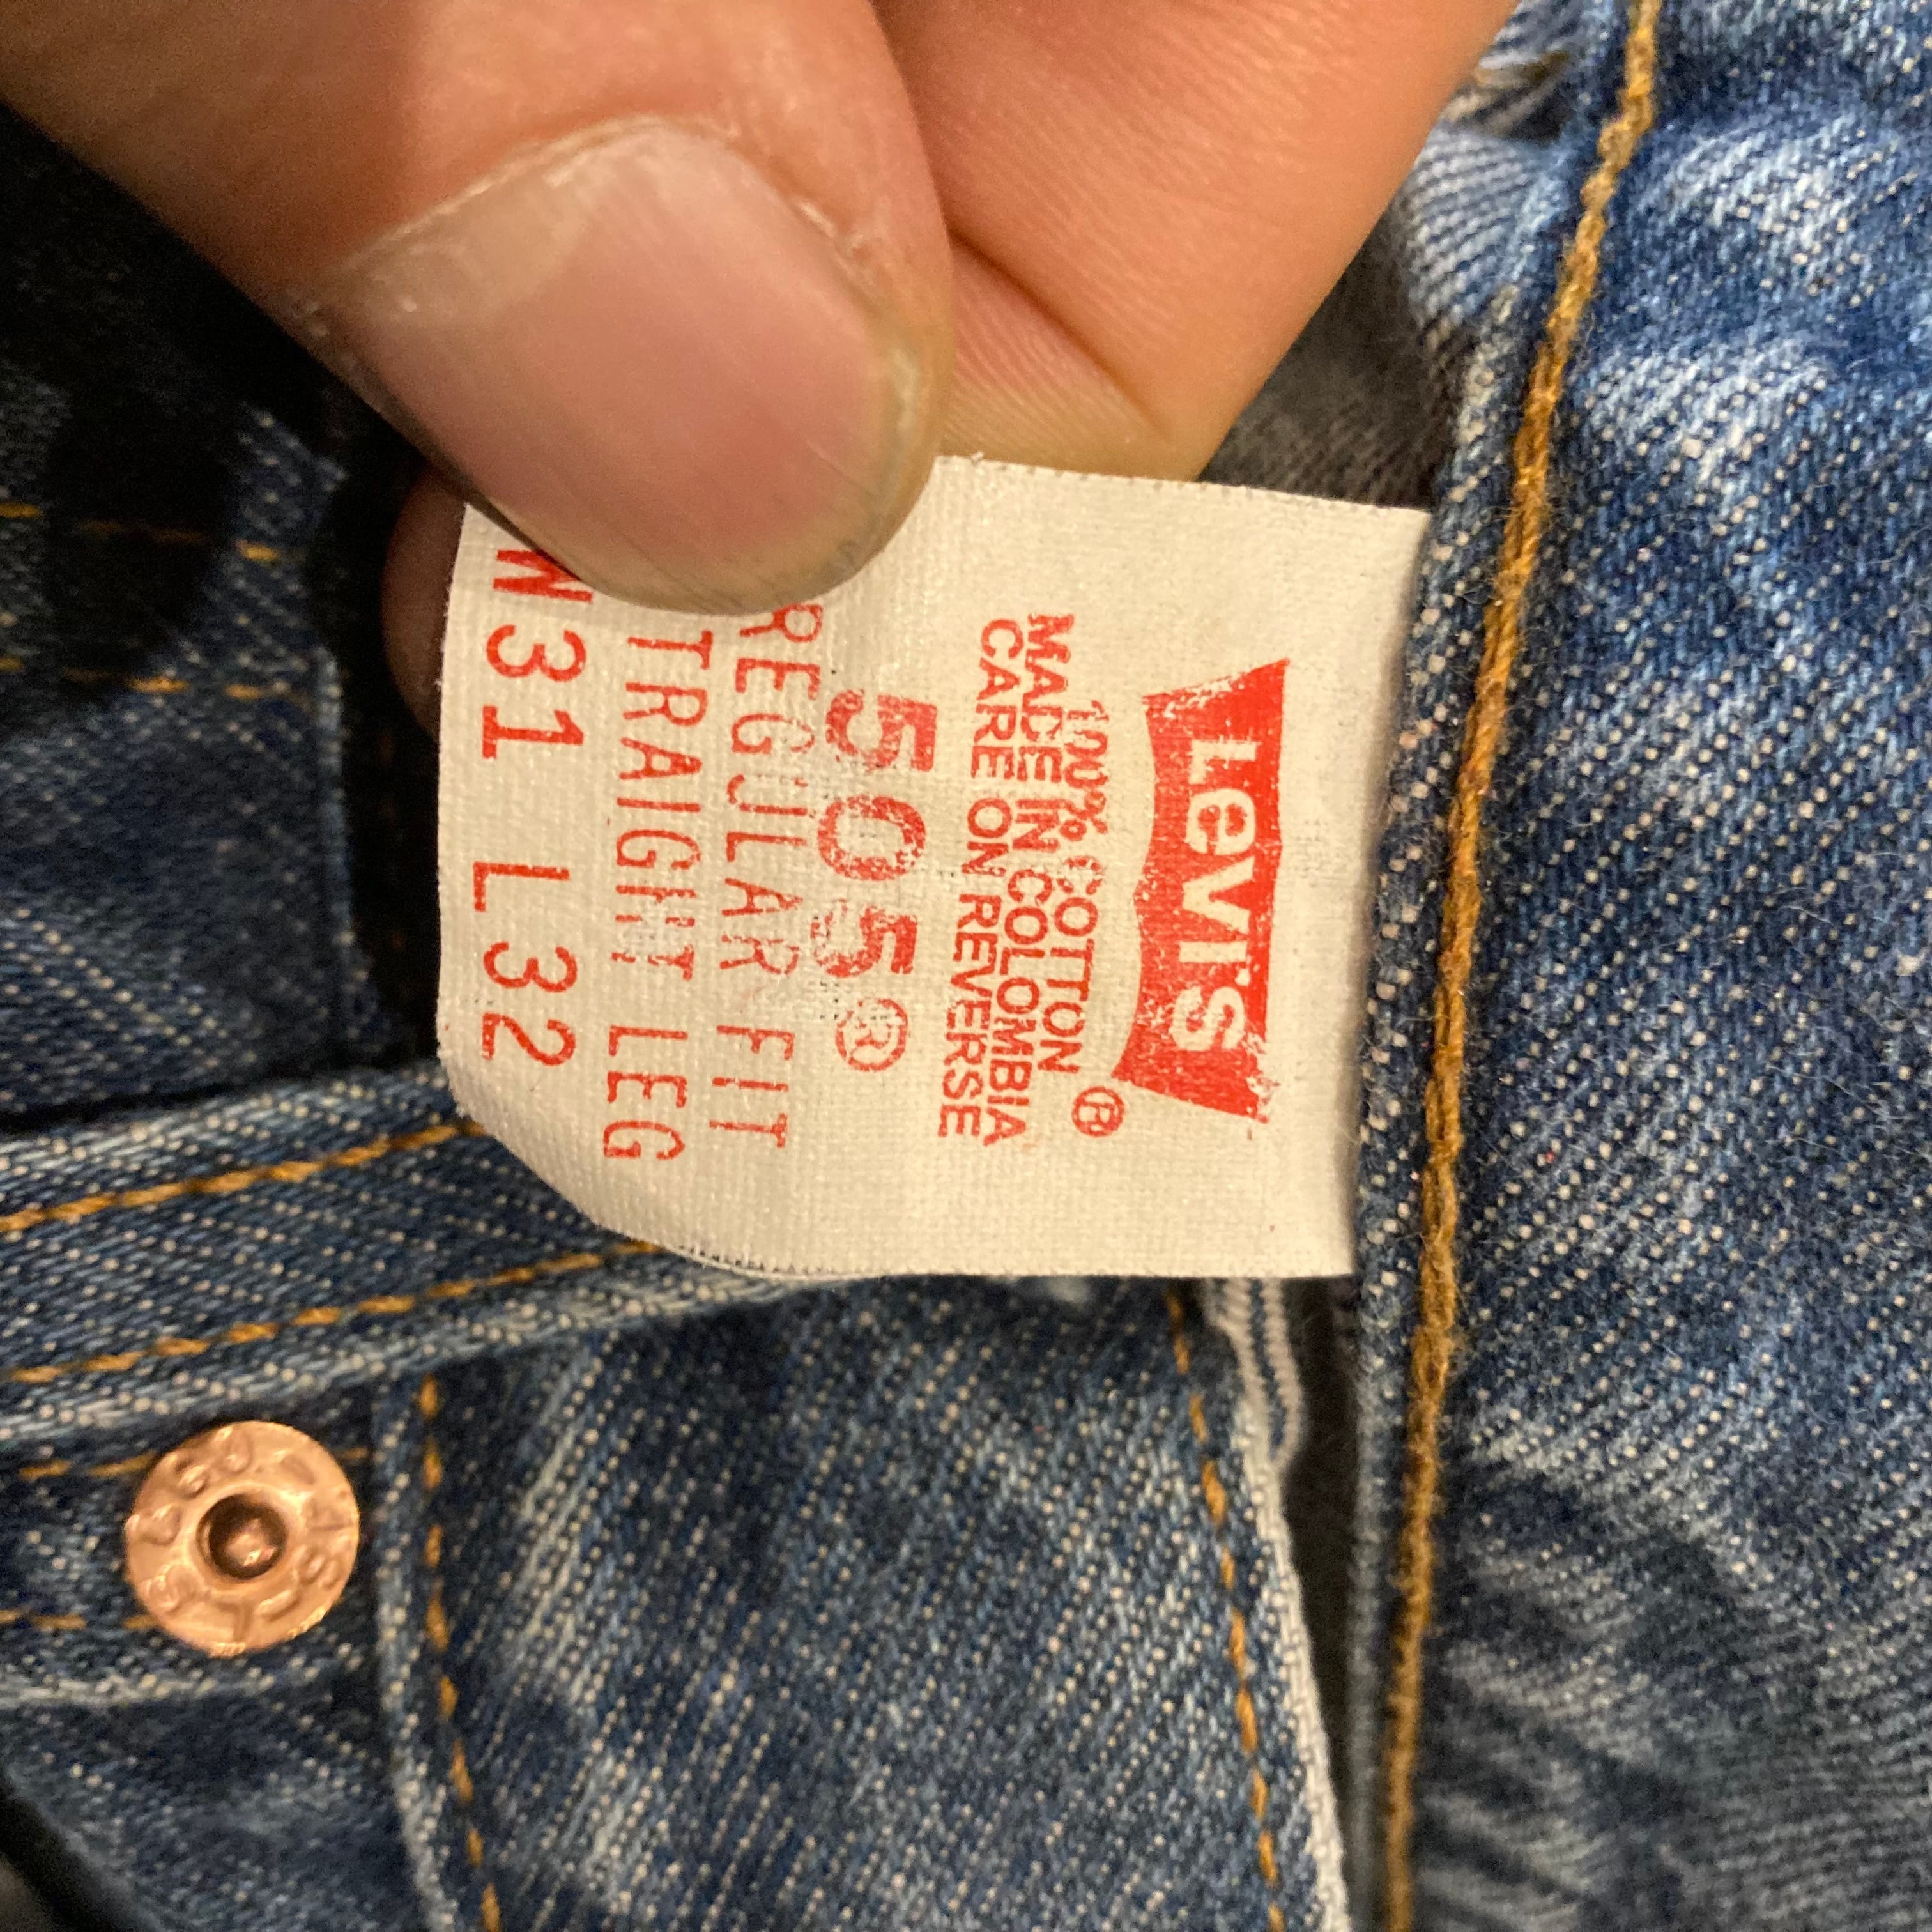 Levi's ®
100% COTTON
MADE IN COLOMBIA
CARE ON REVERSE
505®
REGULAR FIT
STRAIGHT LEG
W31 L32